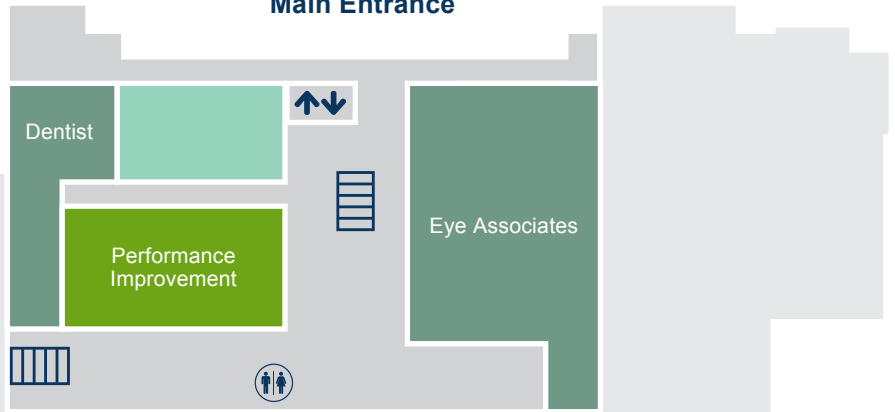 Main Entrance
Dentist
Eye Associates
Performance
Improvement